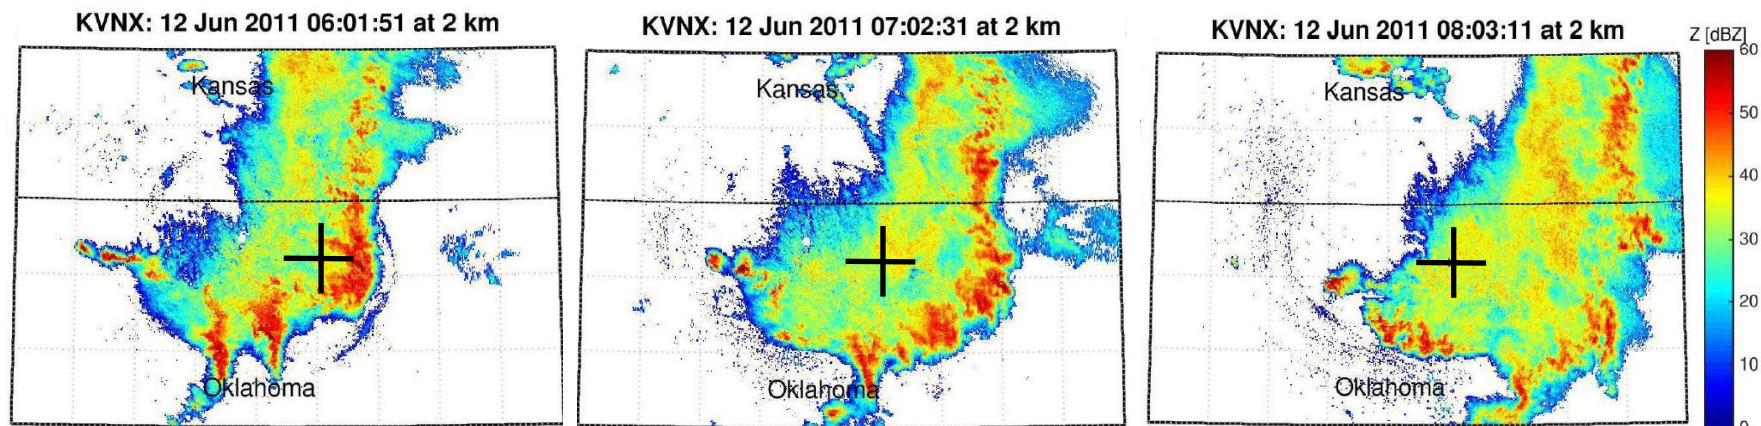 KVNX: 12 Jun 2011 06:01:51 at 2 km
Kansas
Oklahoma
KVNX: 12 Jun 2011 07:02:31 at 2 km
Kansas
Oklahoma
KVNX: 12 Jun 2011 08:03:11 at 2 km
Kansas
Oklahoma
Z [dBZ]
60
50
40
30
20
10
0